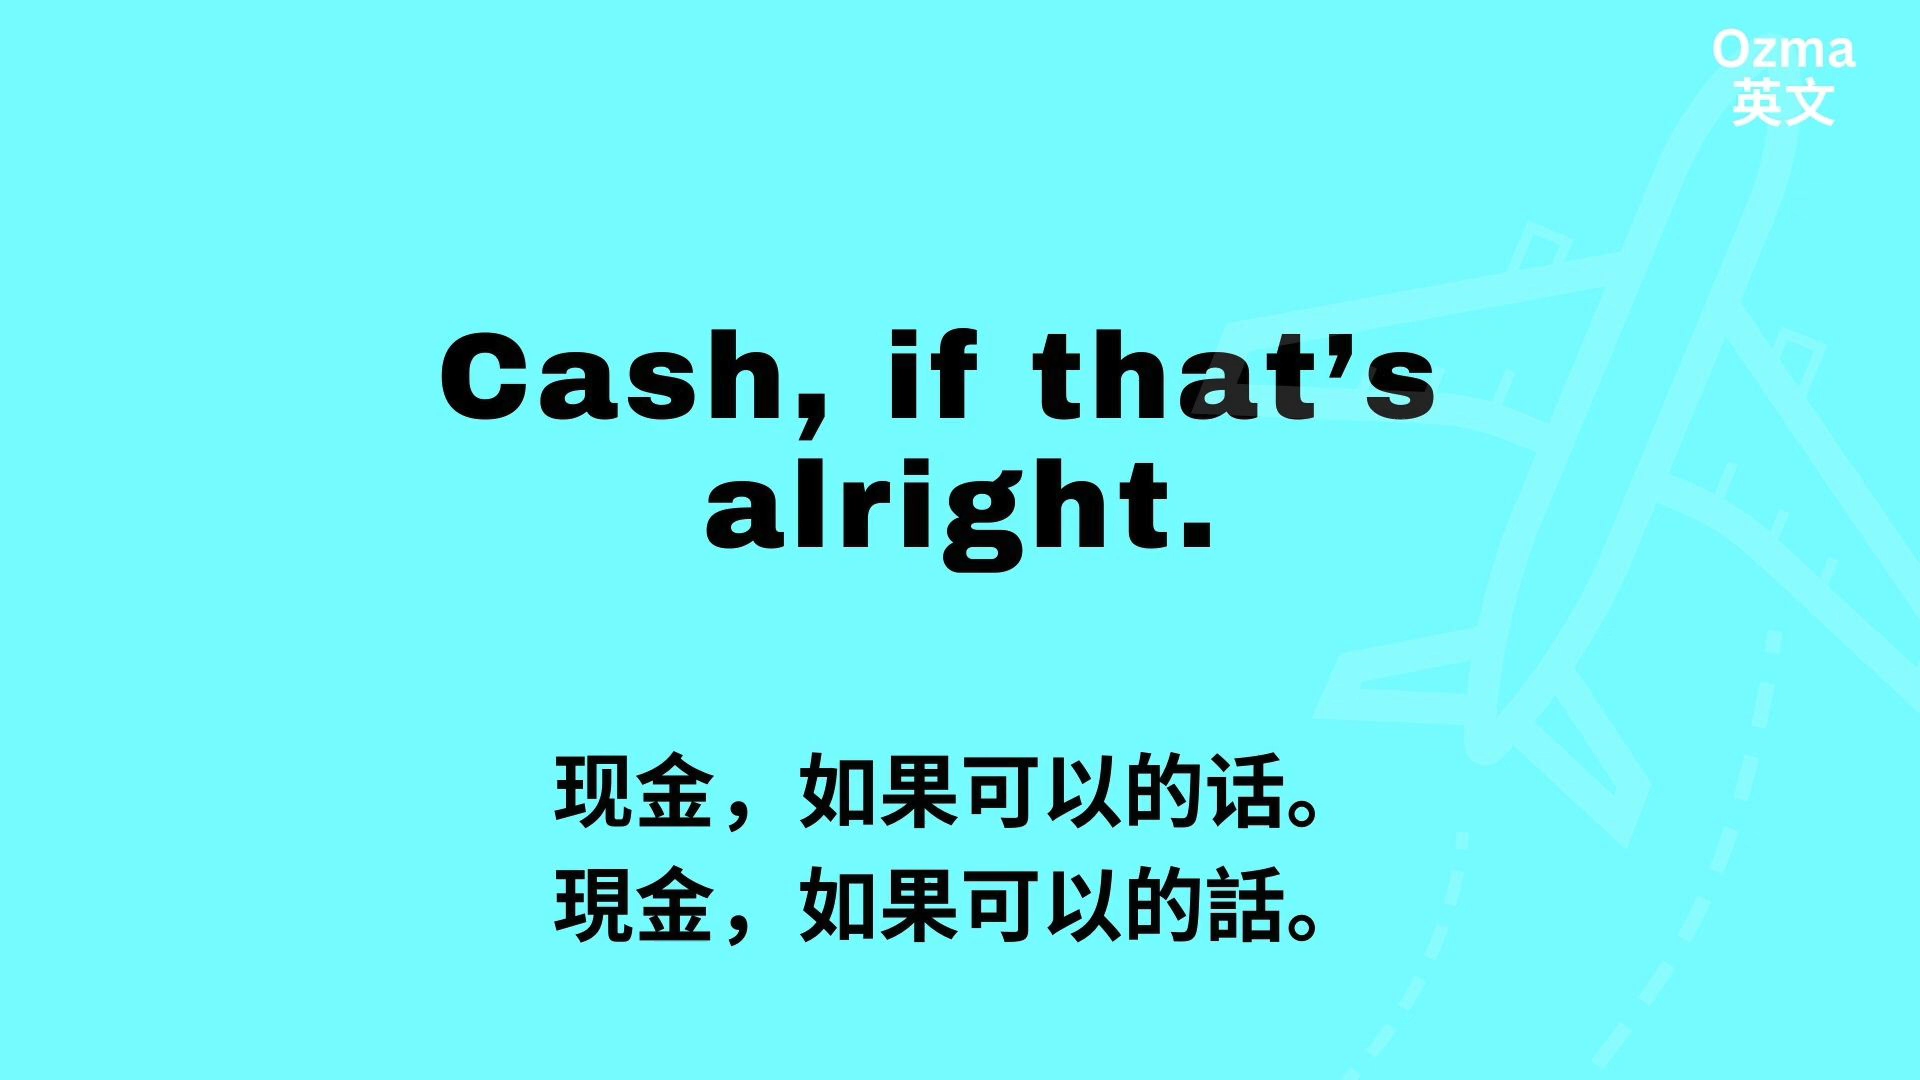 Ozma
英文
Cash, if that’s
alright.
现金，如果可以的话。
現金，如果可以的話。